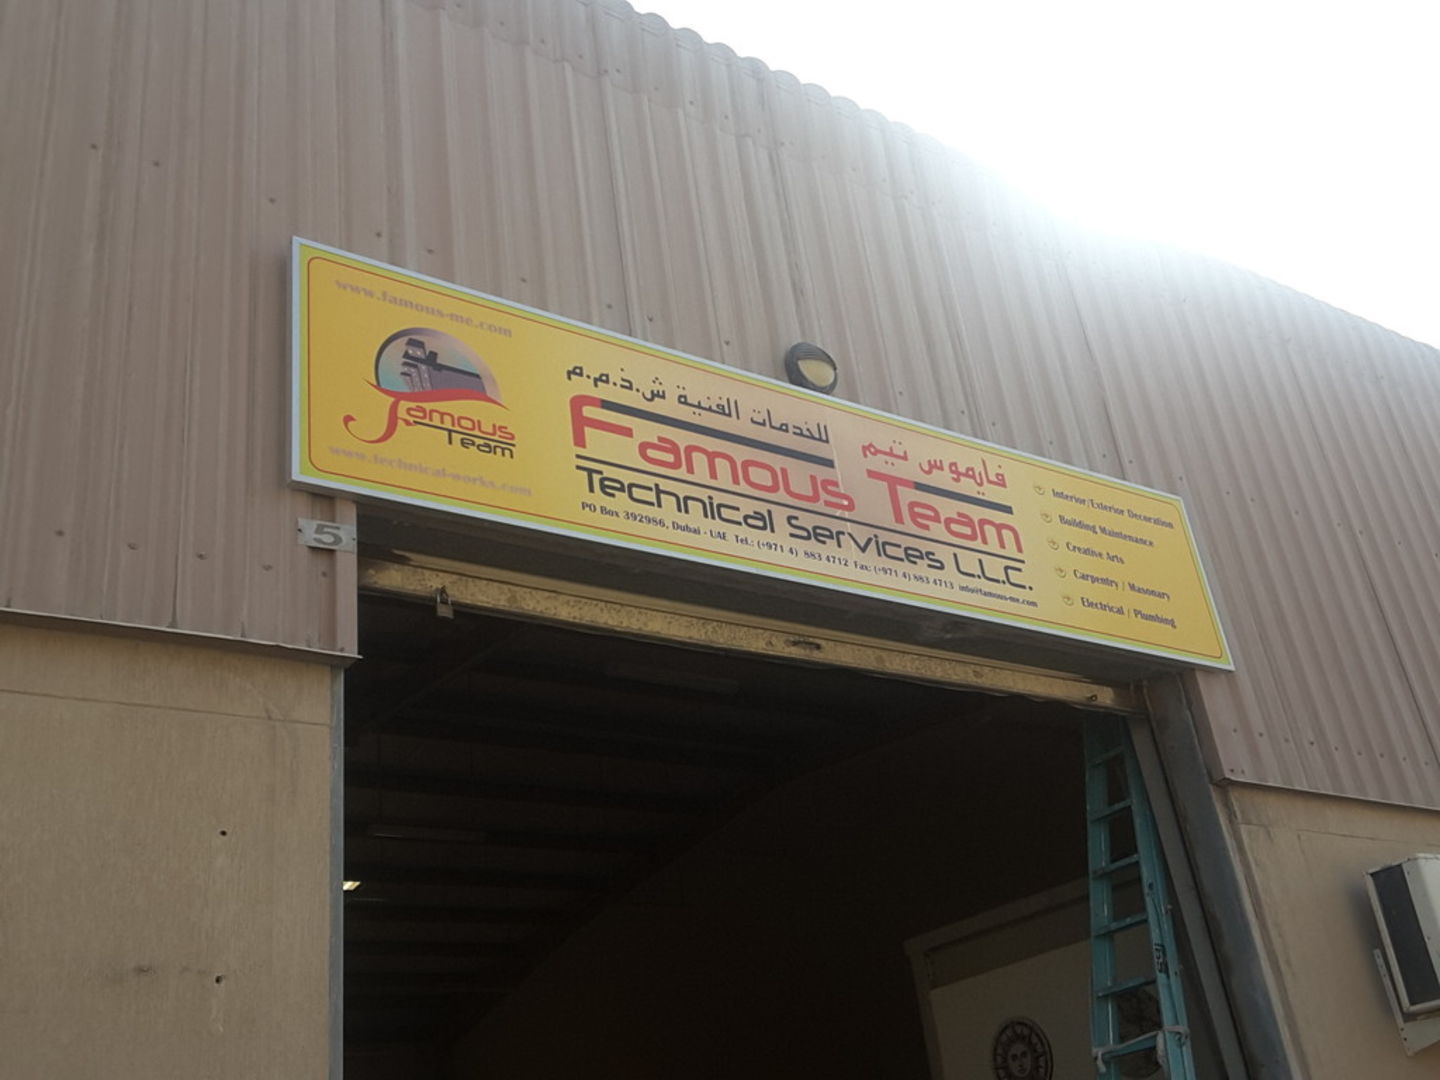 www.famous-me.com
Famous
Team
www.technical-works.com
فايموس تيم للخدمات الفنية ش.ذ.م.م
Famous Team
Technical Services L.L.C.
PO Box 392986, Dubai - UAE Tel.: (+971 4) 883 4712 Fax: (+971 4) 883 4713 info@famous-me.com
Interior/Exterior Decoration
Building Maintenance
Creative Arts
Carpentry / Masonary
Electrical / Plumbing
5